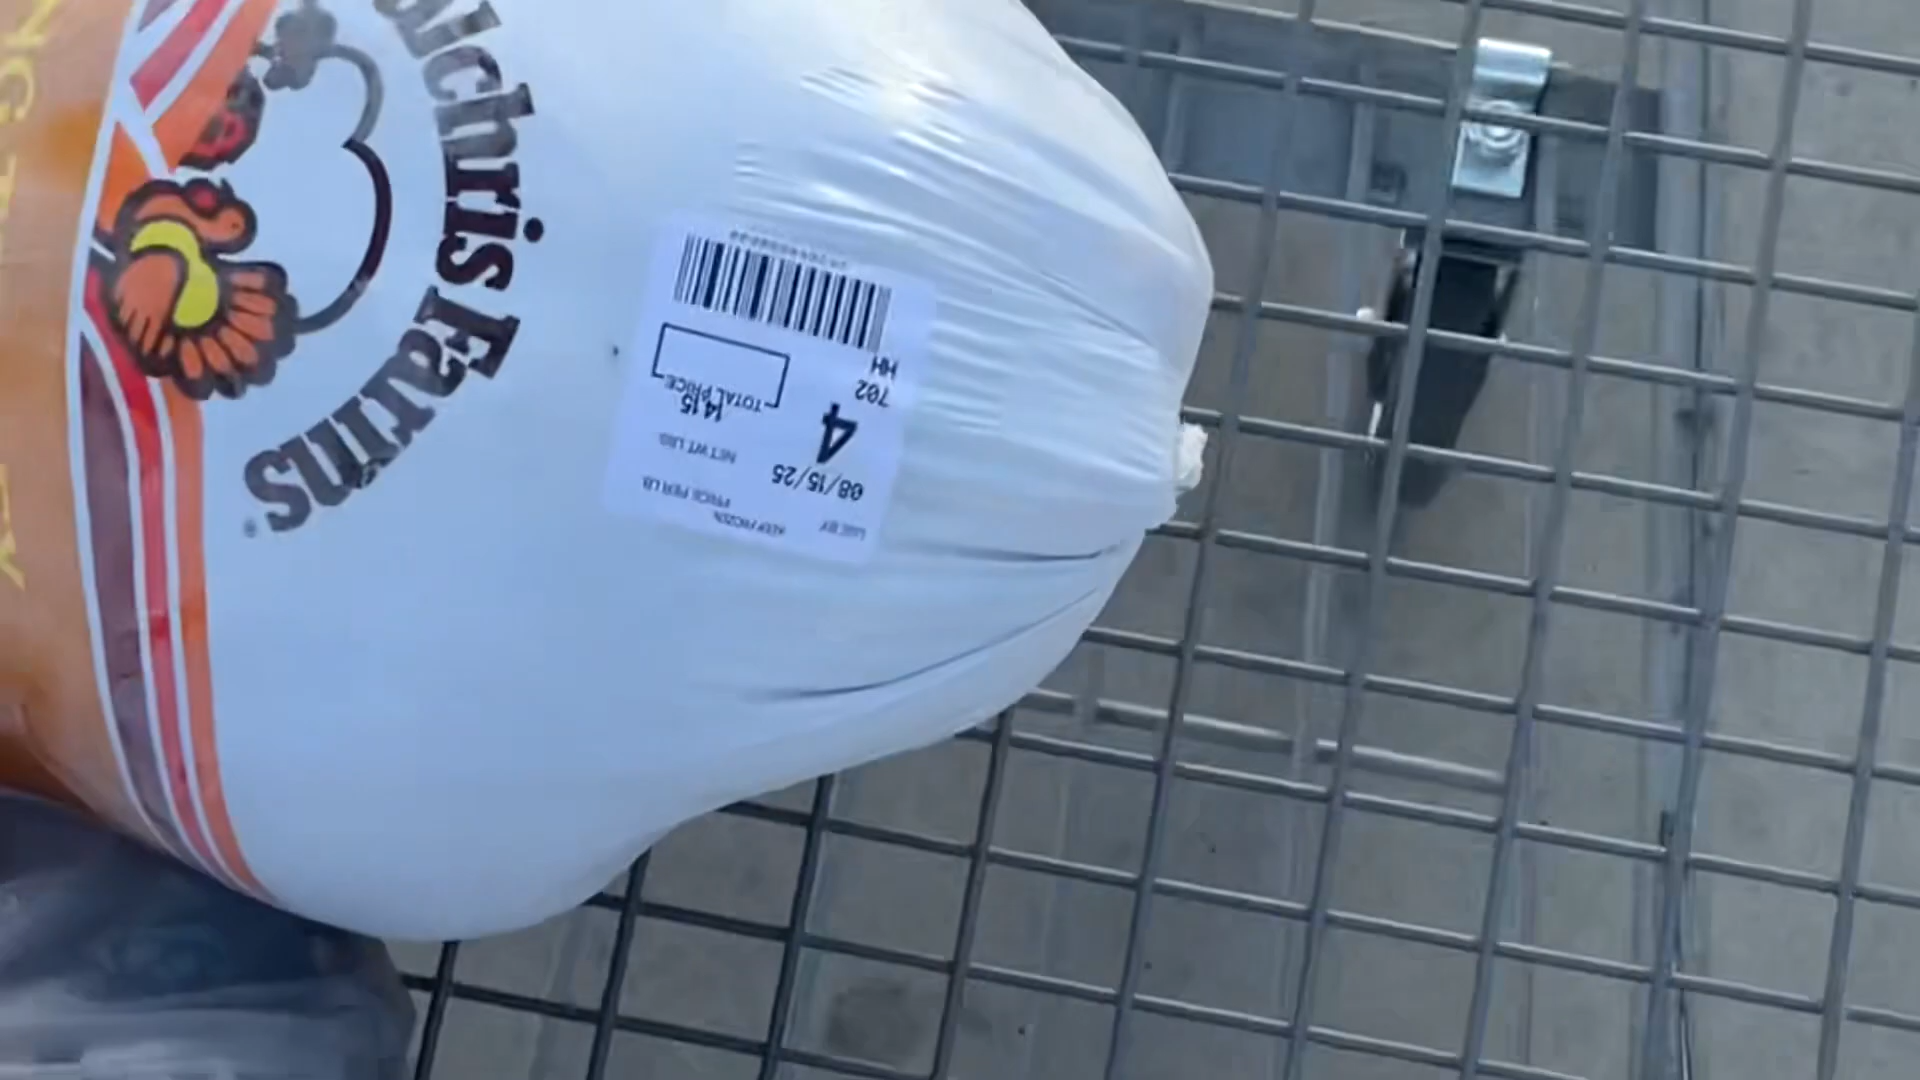 chris Farms®
KEEP FROZEN
USE BY
PRICE PER LB.
08/15/25
NET WT LBS.
4
14.15
TOTAL PRICE:
702
HH